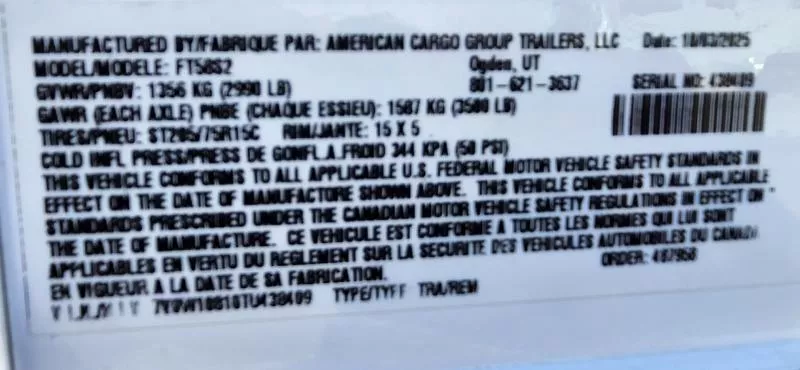 MANUFACTURED BY/FABRIQUE PAR: AMERICAN CARGO GROUP TRAILERS, LLC Date: 10/03/2025
MODEL/MODELE: FT58S2 Ogden, UT
GVWR/PNBV: 1356 KG (2990 LB) 801-621-3637 SERIAL NO: 438409
GAWR (EACH AXLE) PNBE (CHAQUE ESSIEU): 1587 KG (3500 LB)
TIRES/PNEU: ST205/75R15C RIM/JANTE: 15 X 5
COLD INFL PRESS/PRESS DE GONFL.A.FROID 344 KPA (50 PSI)
THIS VEHICLE CONFORMS TO ALL APPLICABLE U.S. FEDERAL MOTOR VEHICLE SAFETY STANDARDS IN
EFFECT ON THE DATE OF MANUFACTORE SHOWN ABOVE. THIS VEHICLE CONFORMS TO ALL APPLICABLE
STANDARDS PRESCRIBED UNDER THE CANADIAN MOTOR VEHICLE SAFETY REGULATIONS IN EFFECT ON
THE DATE OF MANUFACTURE. CE VEHICULE EST CONFORME A TOUTES LES NORMES QUI LUI SONT
APPLICABLES EN VERTU DU REGLEMENT SUR LA SECURITE DES VEHICULES AUTOMOBILES DU CANADA
EN VIGUEUR A LA DATE DE SA FABRICATION. ORDER: 487968
TYPE/TYPE TRA/REM